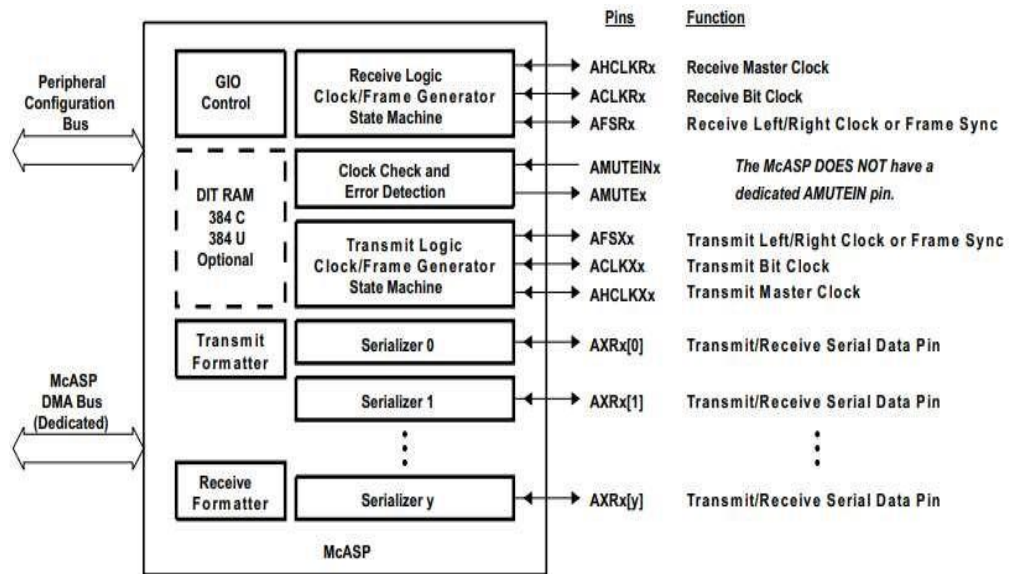 Pins Function
Peripheral
Configuration
Bus
GIO
Control
Receive Logic
Clock/Frame Generator
State Machine
AHCLKRx Receive Master Clock
ACLKRx Receive Bit Clock
AFSRx Receive Left/Right Clock or Frame Sync
DIT RAM
384 C
384 U
Optional
Clock Check and
Error Detection
AMUTEINx
AMUTEx
The McASP DOES NOT have a
dedicated AMUTEIN pin.
Transmit Logic
Clock/Frame Generator
State Machine
AFSXx Transmit Left/Right Clock or Frame Sync
ACLKXx Transmit Bit Clock
AHCLKXx Transmit Master Clock
Transmit
Formatter
Serializer 0
AXRx[0] Transmit/Receive Serial Data Pin
McASP
DMA Bus
(Dedicated)
Serializer 1
AXRx[1] Transmit/Receive Serial Data Pin
Receive
Formatter
Serializer y
AXRx[y] Transmit/Receive Serial Data Pin
McASP